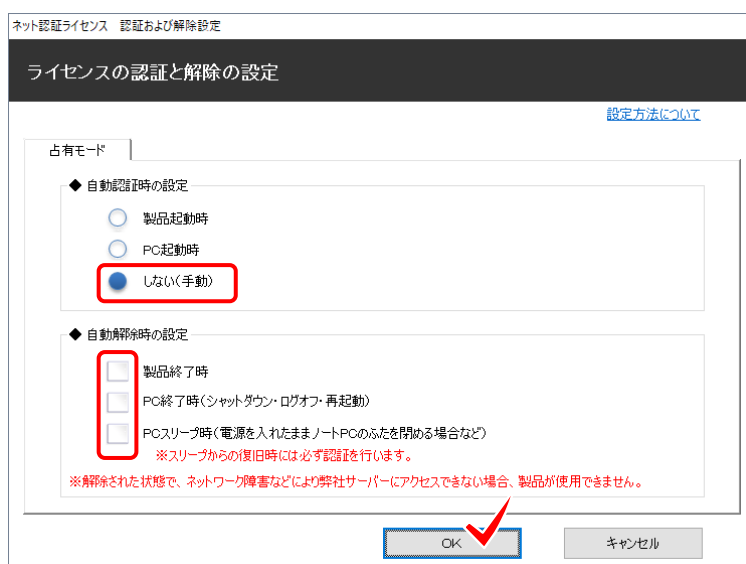 ネット認証ライセンス 認証および解除設定
ライセンスの認証と解除の設定
設定方法について
占有モード
◆ 自動認証時の設定
製品起動時
PC起動時
しない(手動)
◆ 自動解除時の設定
製品終了時
PC終了時(シャットダウン・ログオフ・再起動)
PCスリープ時(電源を入れたままノートPCのふたを閉める場合など)
※スリープからの復旧時には必ず認証を行います。
※解除された状態で、ネットワーク障害などにより弊社サーバーにアクセスできない場合、製品が使用できません。
OK
キャンセル